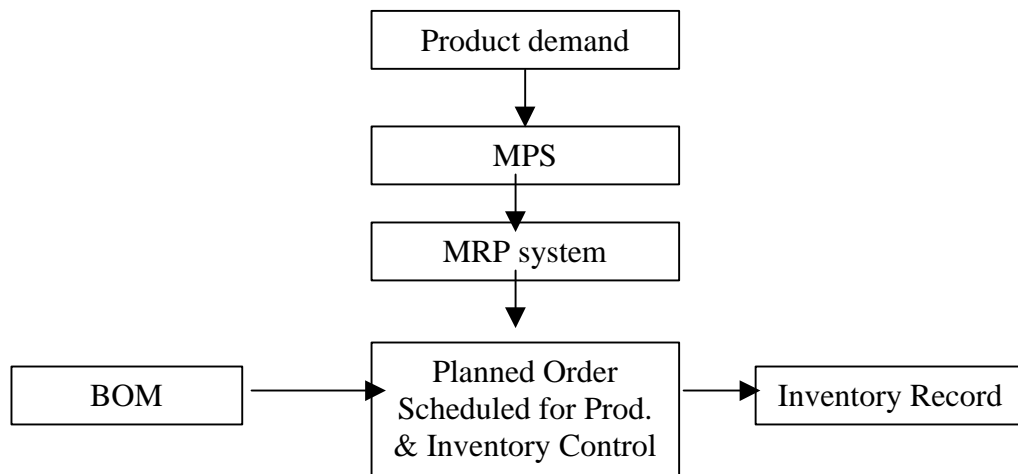 Product demand
MPS
MRP system
BOM
Planned Order
Scheduled for Prod.
& Inventory Control
Inventory Record